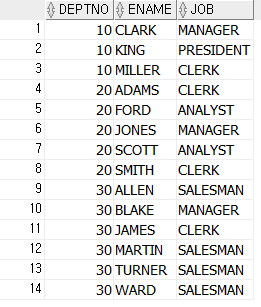 DEPTNO ENAME JOB
1 10 CLARK MANAGER
2 10 KING PRESIDENT
3 10 MILLER CLERK
4 20 ADAMS CLERK
5 20 FORD ANALYST
6 20 JONES MANAGER
7 20 SCOTT ANALYST
8 20 SMITH CLERK
9 30 ALLEN SALESMAN
10 30 BLAKE MANAGER
11 30 JAMES CLERK
12 30 MARTIN SALESMAN
13 30 TURNER SALESMAN
14 30 WARD SALESMAN